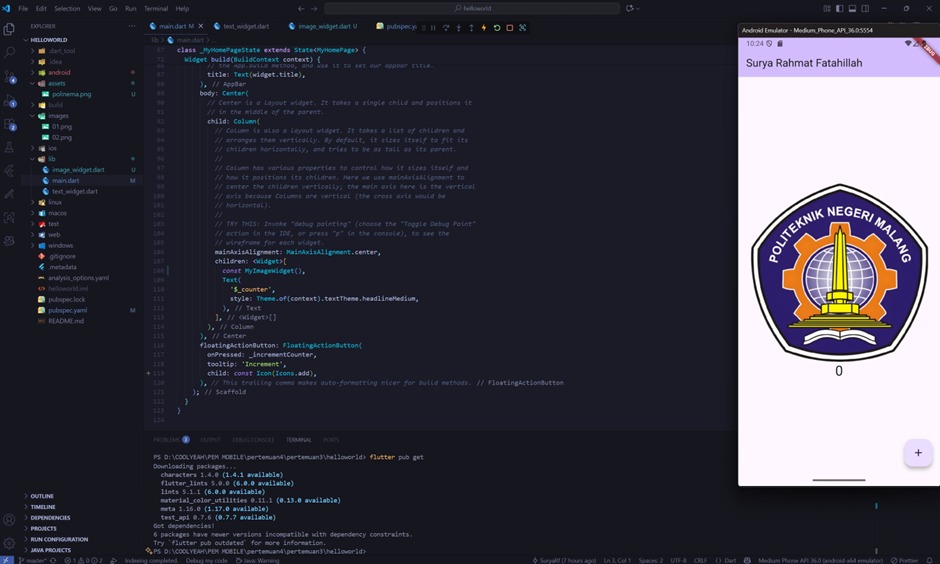 File Edit Selection View Go Run Terminal Help
helloworld
EXPLORER
HELLOWORLD
.dart_tool
.idea
android
assets
polinema.png U
build
images
01.png
02.png
ios
lib
image_widget.dart U
main.dart M
text_widget.dart
linux
macos
test
web
windows
.gitignore
.metadata
analysis_options.yaml
helloworld.iml
pubspec.lock
pubspec.yaml M
README.md
OUTLINE
TIMELINE
DEPENDENCIES
PROJECTS
RUN CONFIGURATION
JAVA PROJECTS
main.dart M text_widget.dart image_widget.dart U
lib > main.dart
class _MyHomePageState extends State<MyHomePage> {
Widget build(BuildContext context) {
// the App.build method, and use it to set our appbar title.
title: Text(widget.title),
), // AppBar
body: Center(
// Center is a layout widget. It takes a single child and positions it
// in the middle of the parent.
child: Column(
// Column is also a layout widget. It takes a list of children and
// arranges them vertically. By default, it sizes itself to fit its
// children horizontally, and tries to be as tall as its parent.
//
// Column has various properties to control how it sizes itself and
// how it positions its children. Here we use mainAxisAlignment to
// center the children vertically; the main axis here is the vertical
// axis because Columns are vertical (the cross axis would be
// horizontal).
//
// TRY THIS: Invoke "debug painting" (choose the "Toggle Debug Paint"
// action in the IDE, or press "p" in the console), to see the
// wireframe for each widget.
mainAxisAlignment: MainAxisAlignment.center,
children: <Widget>[
const MyImageWidget(),
Text(
'$_counter',
style: Theme.of(context).textTheme.headlineMedium,
), // Text
], // <Widget>[]
), // Column
), // Center
floatingActionButton: FloatingActionButton(
onPressed: _incrementCounter,
tooltip: 'Increment',
child: const Icon(Icons.add),
), // This trailing comma makes auto-formatting nicer for build methods. // FloatingActionButton
); // Scaffold
}
}
PROBLEMS 2 OUTPUT DEBUG CONSOLE TERMINAL PORTS
PS D:\COOLYEAH\PEM MOBILE\pertemuan4\pertemuan3\helloworld> flutter pub get
Downloading packages...
characters 1.4.0 (1.4.1 available)
flutter_lints 5.0.0 (6.0.0 available)
lints 5.1.1 (6.0.0 available)
material_color_utilities 0.11.1 (0.13.0 available)
meta 1.16.0 (1.17.0 available)
test_api 0.7.6 (0.7.7 available)
Got dependencies!
6 packages have newer versions incompatible with dependency constraints.
Try `flutter pub outdated` for more information.
PS D:\COOLYEAH\PEM MOBILE\pertemuan4\pertemuan3\helloworld>
Android Emulator - Medium_Phone_API_36.0:5554
10:24
DEBUG
Surya Rahmat Fatahillah
POLITEKNIK NEGERI MALANG
0
+
master* Indexing completed. Debug my code Java: Warning
Ln 3, Col 1 Spaces: 2 UTF-8 CRLF Dart Medium Phone API 36.0 (android-x64 emulator) Prettier